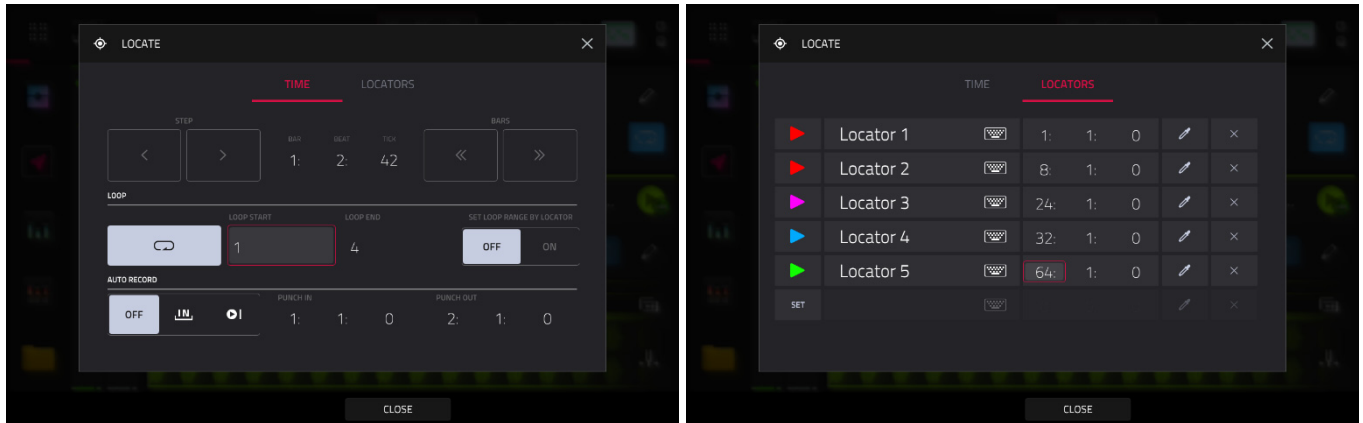 LOCATE
TIME LOCATORS
STEP BARS
BAR BEAT TICK
1: 2: 42
LOOP
LOOP START LOOP END SET LOOP RANGE BY LOCATOR
1 4 OFF ON
AUTO RECORD
PUNCH IN PUNCH OUT
OFF IN 1: 1: 0 2: 1: 0
CLOSE
LOCATE
TIME LOCATORS
Locator 1 1: 1: 0
Locator 2 8: 1: 0
Locator 3 24: 1: 0
Locator 4 32: 1: 0
Locator 5 64: 1: 0
SET
CLOSE